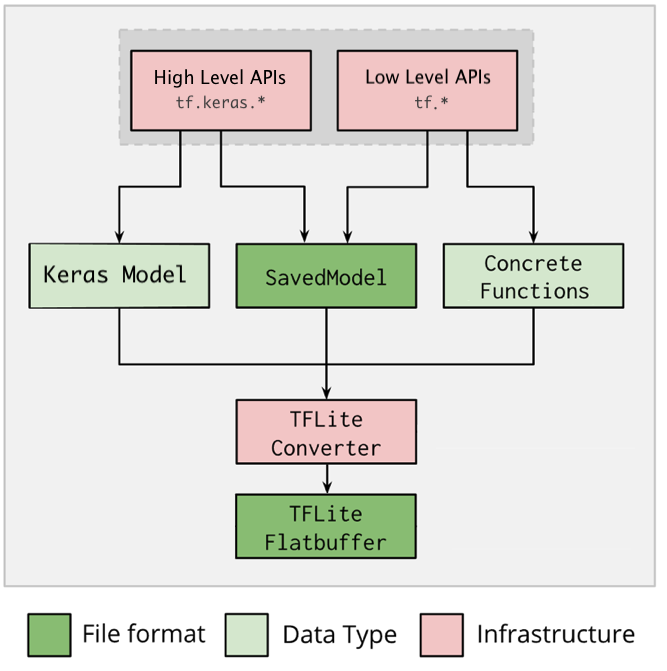 High Level APIs
tf.keras.*
Low Level APIs
tf.*
Keras Model
SavedModel
Concrete
Functions
TFLite
Converter
TFLite
Flatbuffer
File format
Data Type
Infrastructure